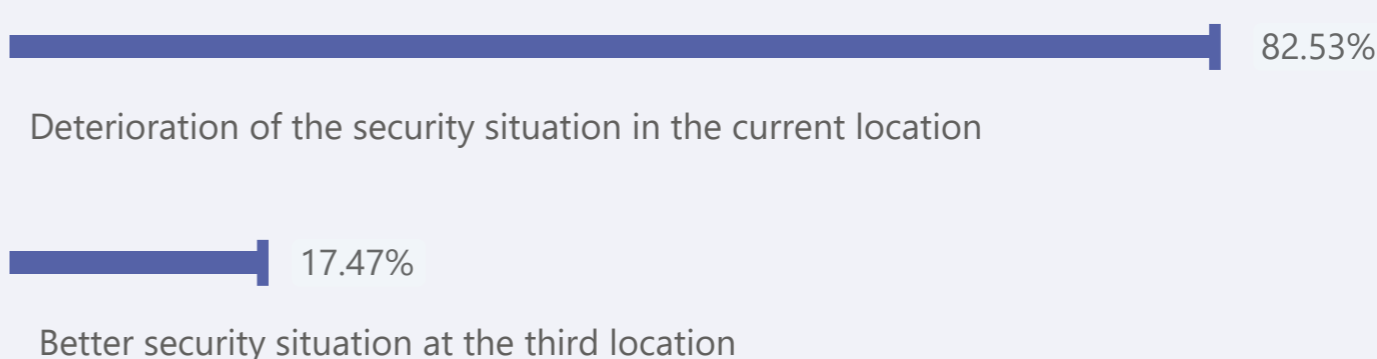 82.53%
Deterioration of the security situation in the current location
17.47%
Better security situation at the third location